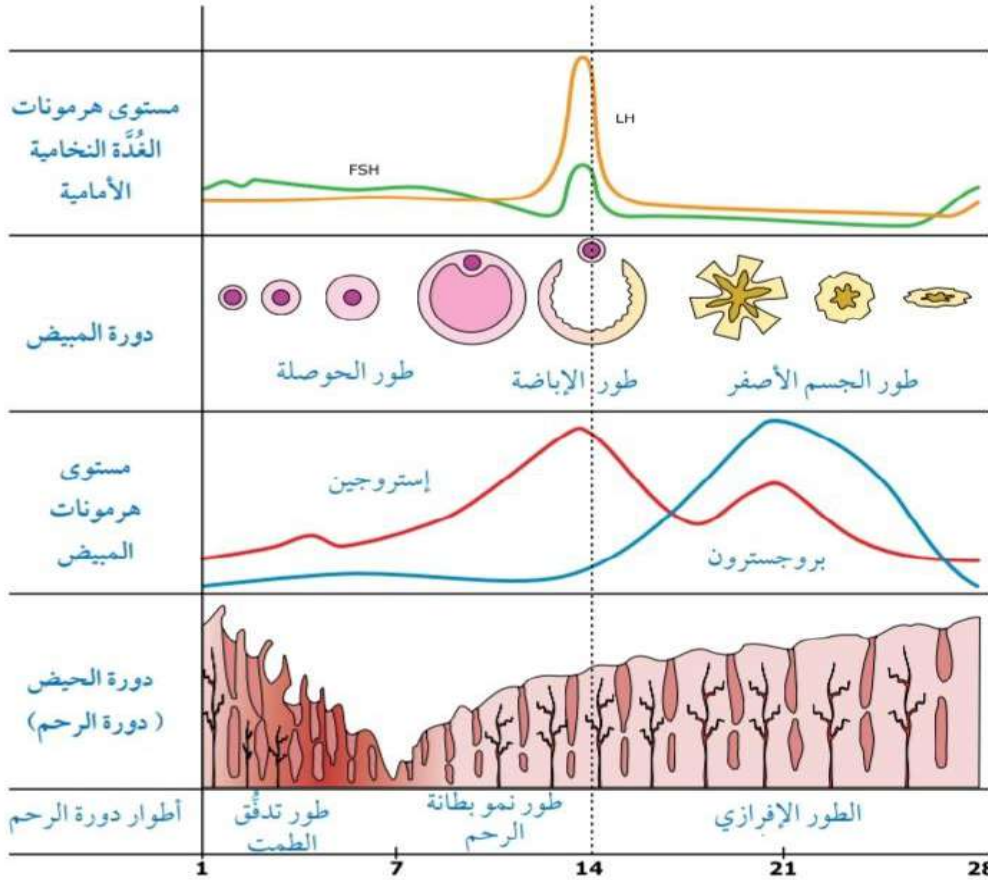 مستوى هرمونات
الغُدَّة النخامية
الأمامية
FSH
LH
دورة المبيض
طور الحوصلة
طور الإباضة
طور الجسم الأصفر
مستوى
هرمونات
المبيض
إستروجين
بروجسترون
دورة الحيض
(دورة الرحم)
أطوار دورة الرحم
طور تدفُّق
الطمث
طور نمو بطانة
الرحم
الطور الإفرازي
1 7 14 21 28